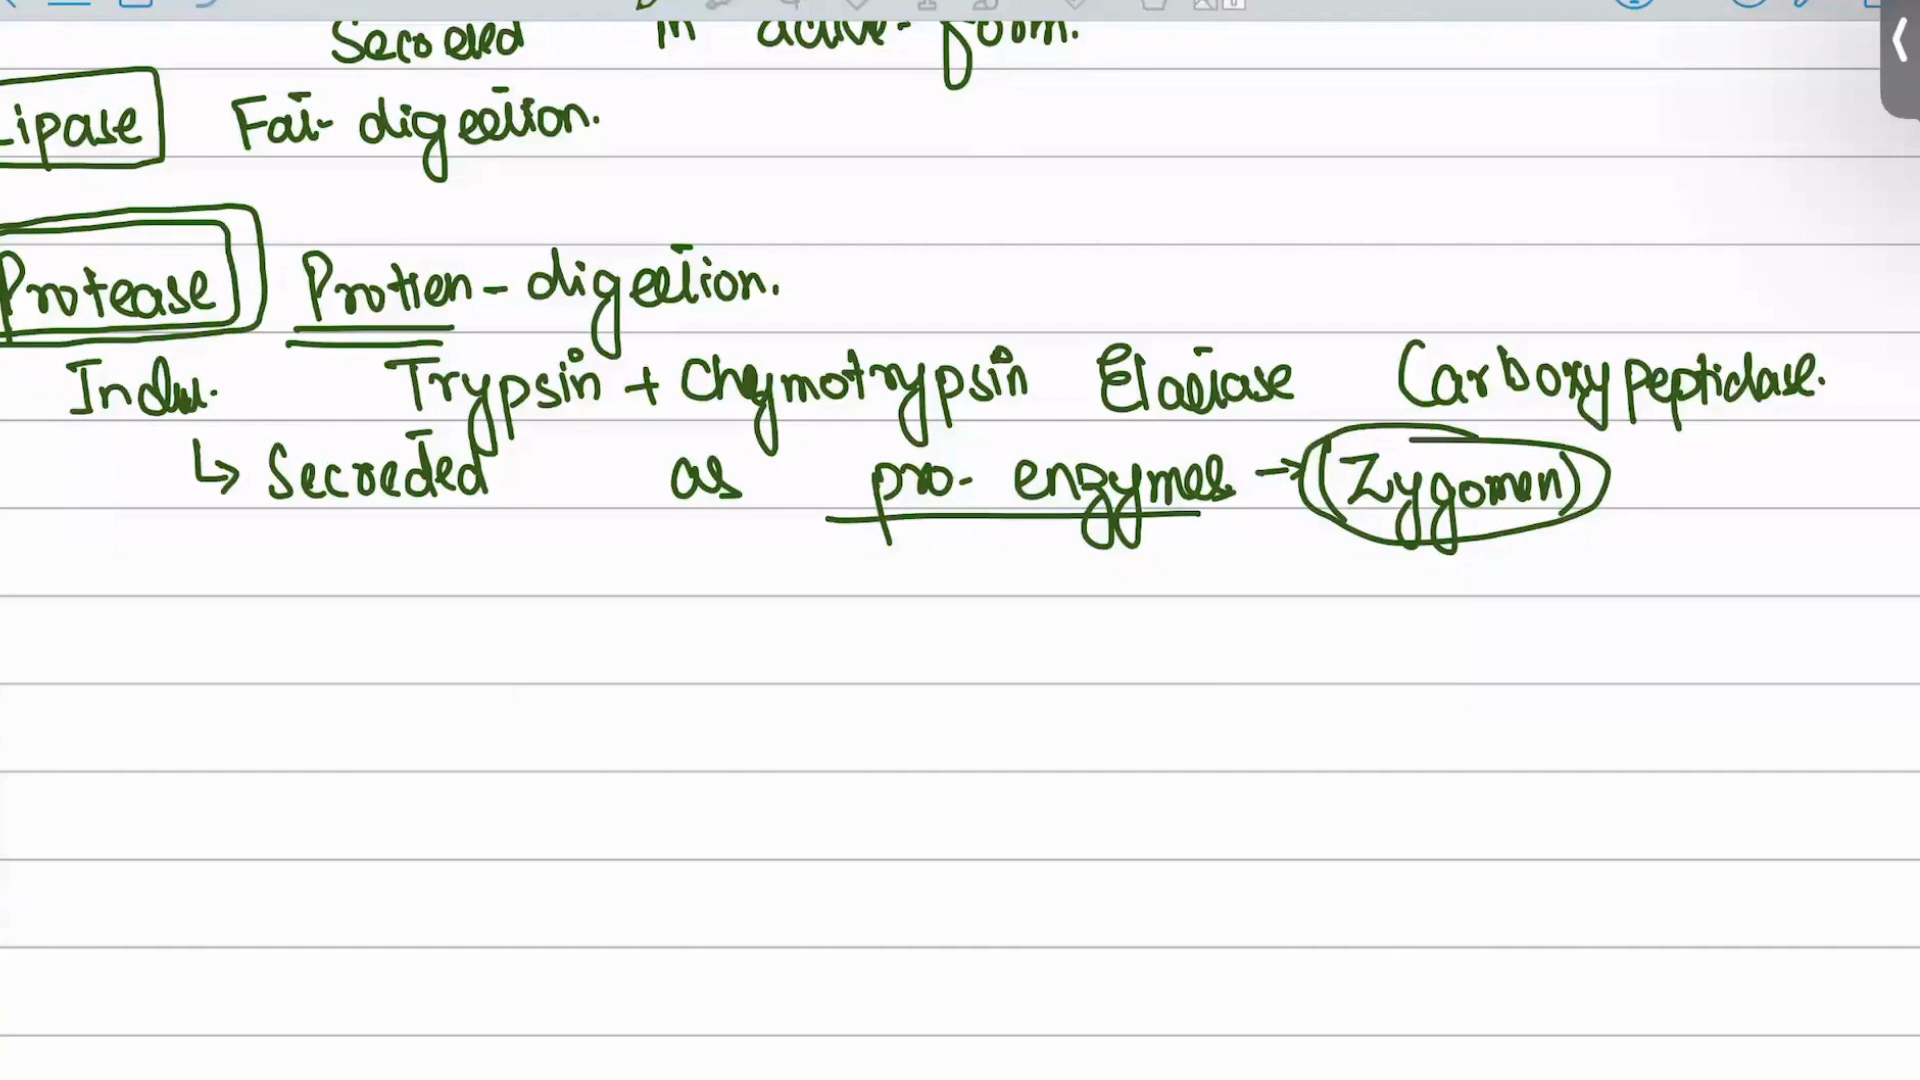 Secreted in active-form.
Lipase Fat-digestion.
Protease Protien-digestion.
Trypsin + Chymotrypsin Elastase Carboxypeptidase.
↳ Secreted as pro-enzymes → (Zygomen)